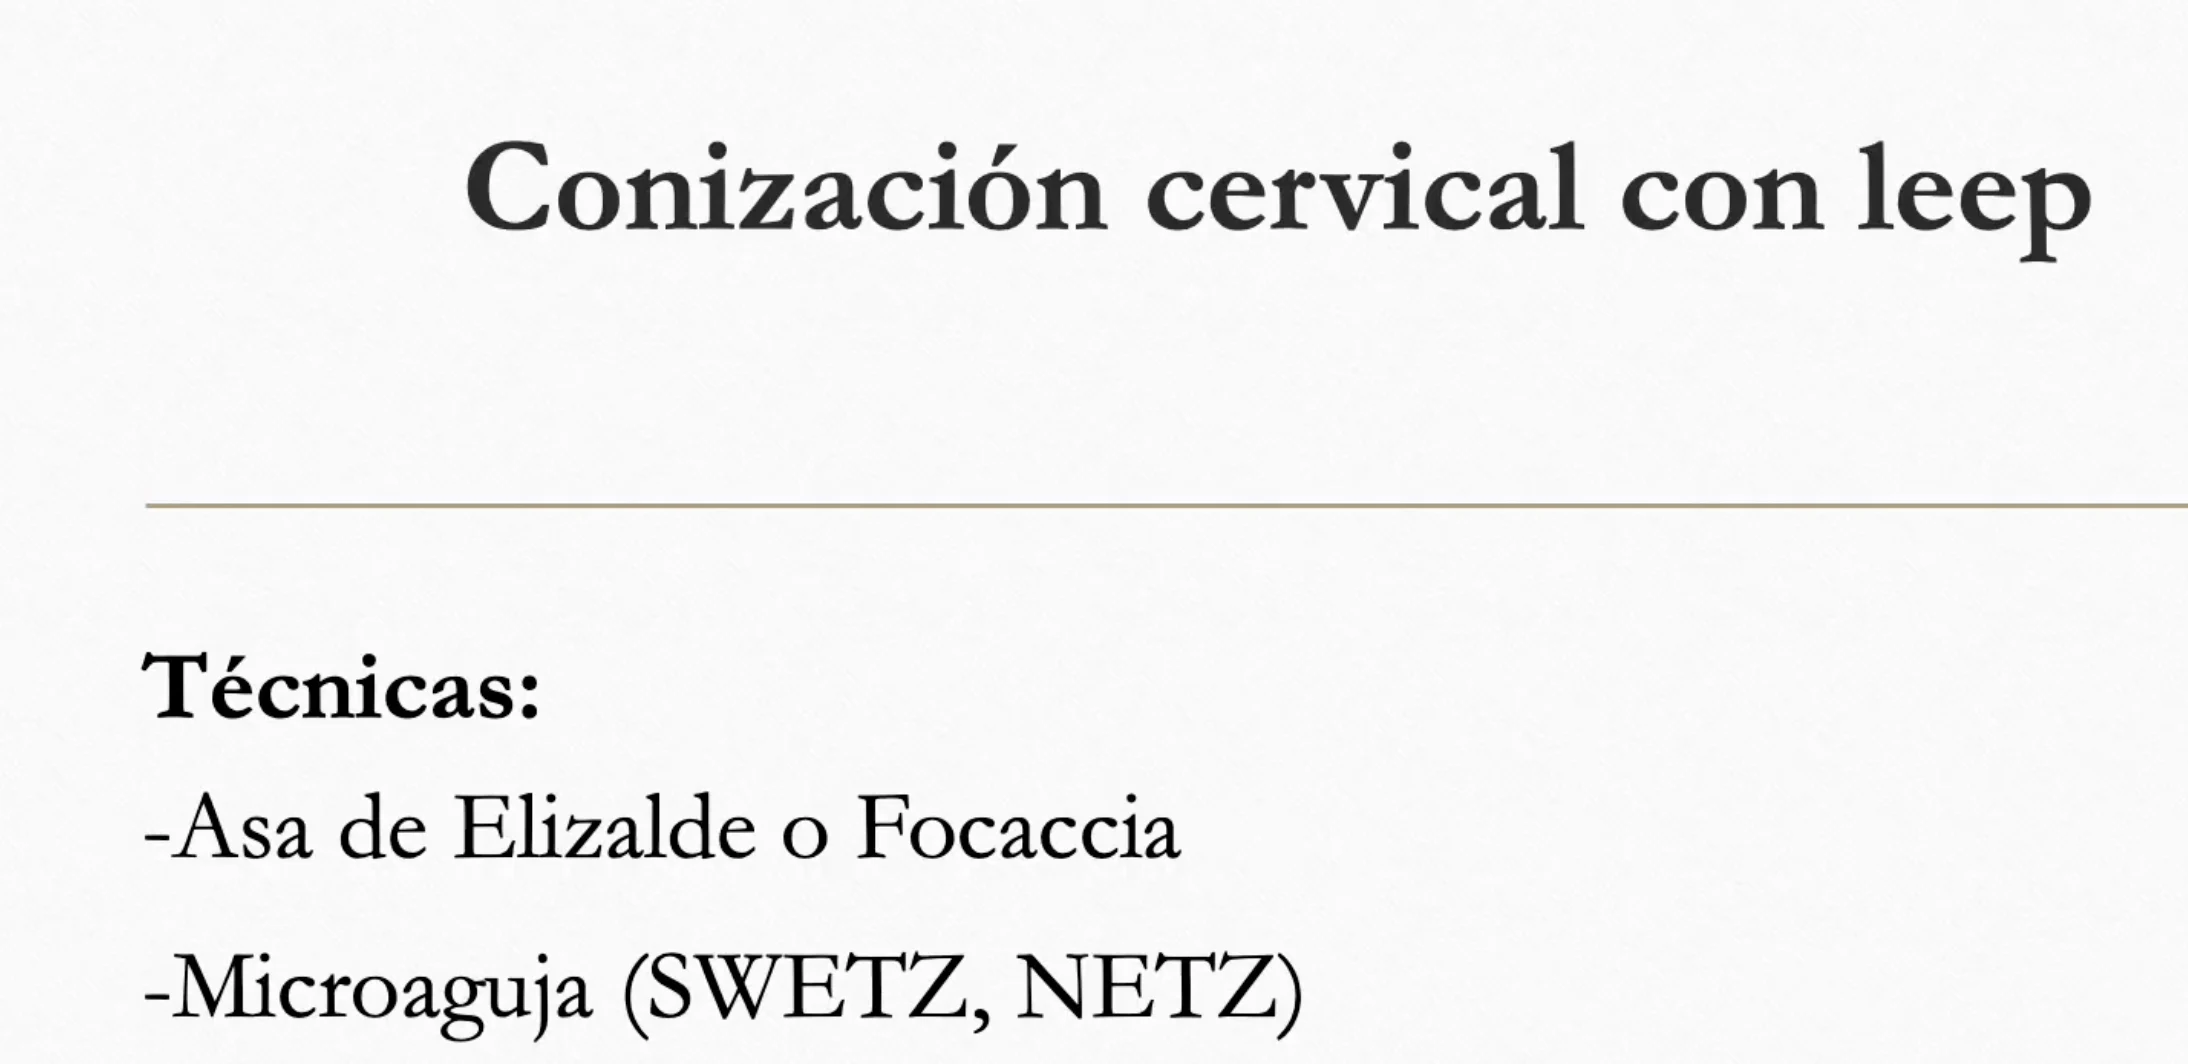 Conización cervical con leep
Técnicas:
-Asa de Elizalde o Focaccia
-Microaguja (SWETZ, NETZ)